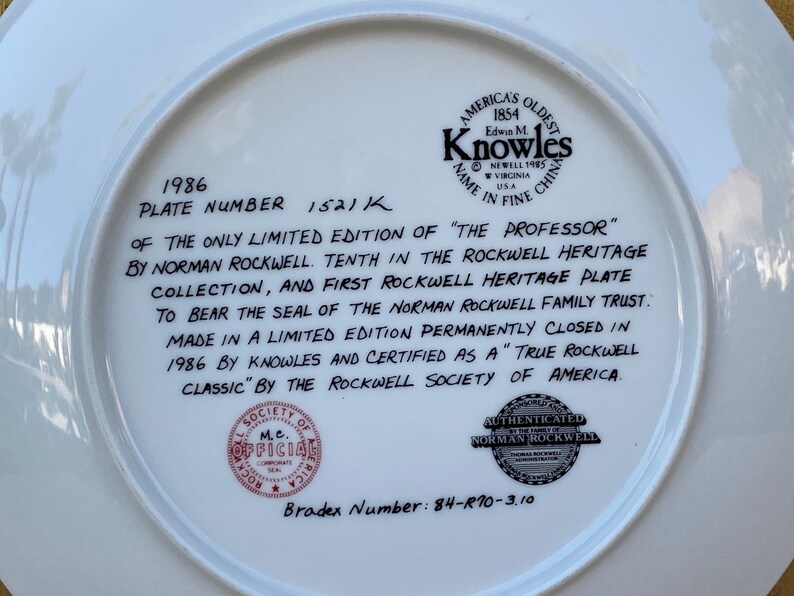 AMERICA'S OLDEST
1854
Edwin M.
Knowles
© NEWELL 1985
W VIRGINIA
U.S.A
NAME IN FINE CHINA
1986
PLATE NUMBER 1521 K
OF THE ONLY LIMITED EDITION OF "THE PROFESSOR"
BY NORMAN ROCKWELL. TENTH IN THE ROCKWELL HERITAGE
COLLECTION, AND FIRST ROCKWELL HERITAGE PLATE
TO BEAR THE SEAL OF THE NORMAN ROCKWELL FAMILY TRUST.
MADE IN A LIMITED EDITION PERMANENTLY CLOSED IN
1986 BY KNOWLES AND CERTIFIED AS A "TRUE ROCKWELL
CLASSIC" BY THE ROCKWELL SOCIETY OF AMERICA.
ROCKWELL SOCIETY OF AMERICA
M.C.
OFFICIAL
CORPORATE
SEAL
SPONSORED AND
AUTHENTICATED
BY THE FAMILY OF
NORMAN ROCKWELL
THOMAS ROCKWELL
ADMINISTRATOR
ROCKWELL FAMILY
Bradex Number: 84-R70-3.10